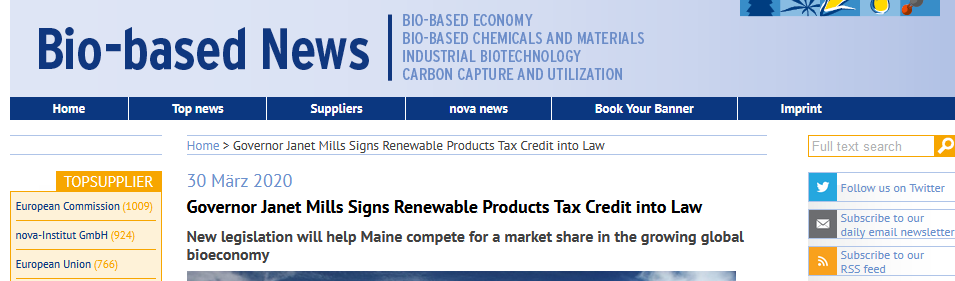 Bio-based News
BIO-BASED ECONOMY
BIO-BASED CHEMICALS AND MATERIALS
INDUSTRIAL BIOTECHNOLOGY
CARBON CAPTURE AND UTILIZATION
Home
Top news
Suppliers
nova news
Book Your Banner
Imprint
Home > Governor Janet Mills Signs Renewable Products Tax Credit into Law
Full text search
TOPSUPPLIER
European Commission (1009)
nova-Institut GmbH (924)
European Union (766)
30 März 2020
Governor Janet Mills Signs Renewable Products Tax Credit into Law
New legislation will help Maine compete for a market share in the growing global
bioeconomy
Follow us on Twitter
Subscribe to our
daily email newsletter
Subscribe to our
RSS feed